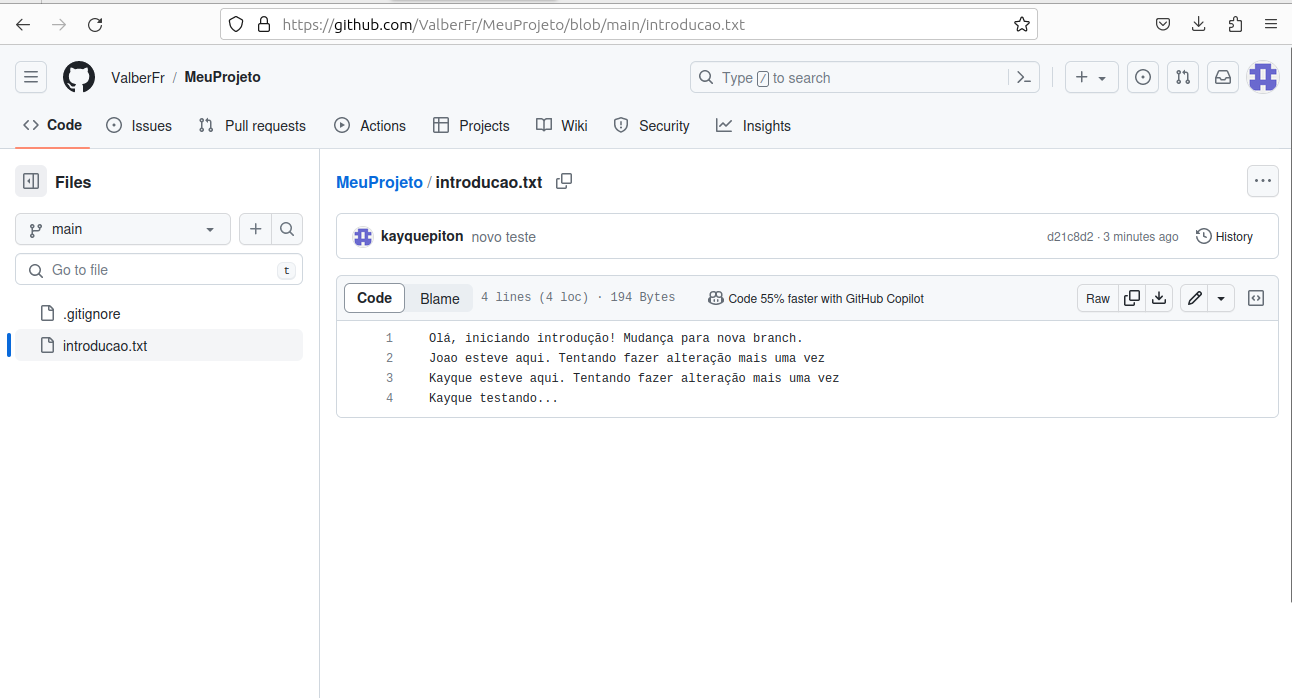 https://github.com/ValberFr/MeuProjeto/blob/main/introducao.txt
ValberFr / MeuProjeto
Type / to search
Code Issues Pull requests Actions Projects Wiki Security Insights
Files
main
Go to file t
.gitignore
introducao.txt
MeuProjeto / introducao.txt
kayquepiton novo teste d21c8d2 · 3 minutes ago History
Code Blame 4 lines (4 loc) · 194 Bytes Code 55% faster with GitHub Copilot Raw
1 Olá, iniciando introdução! Mudança para nova branch.
2 Joao esteve aqui. Tentando fazer alteração mais uma vez
3 Kayque esteve aqui. Tentando fazer alteração mais uma vez
4 Kayque testando...